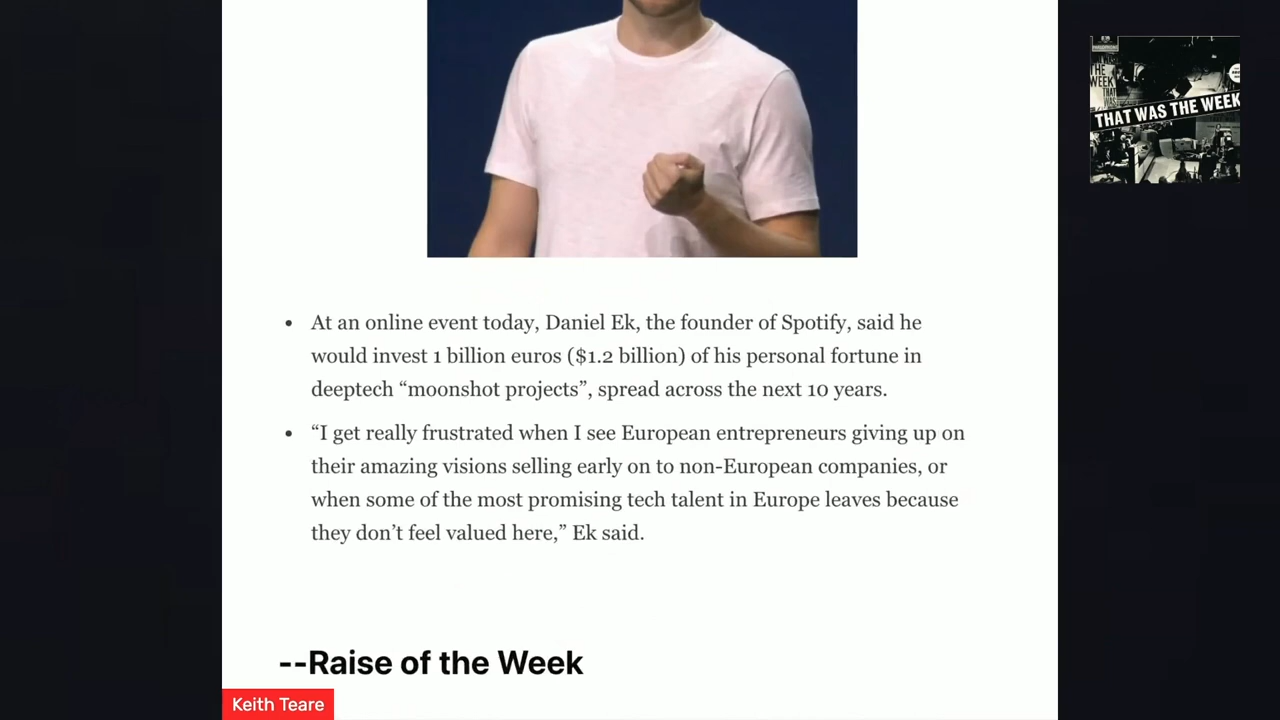 THE
WEEK
THAT
THAT WAS THE WEEK
• At an online event today, Daniel Ek, the founder of Spotify, said he
would invest 1 billion euros ($1.2 billion) of his personal fortune in
deeptech “moonshot projects”, spread across the next 10 years.
• “I get really frustrated when I see European entrepreneurs giving up on
their amazing visions selling early on to non-European companies, or
when some of the most promising tech talent in Europe leaves because
they don’t feel valued here,” Ek said.
--Raise of the Week
Keith Teare